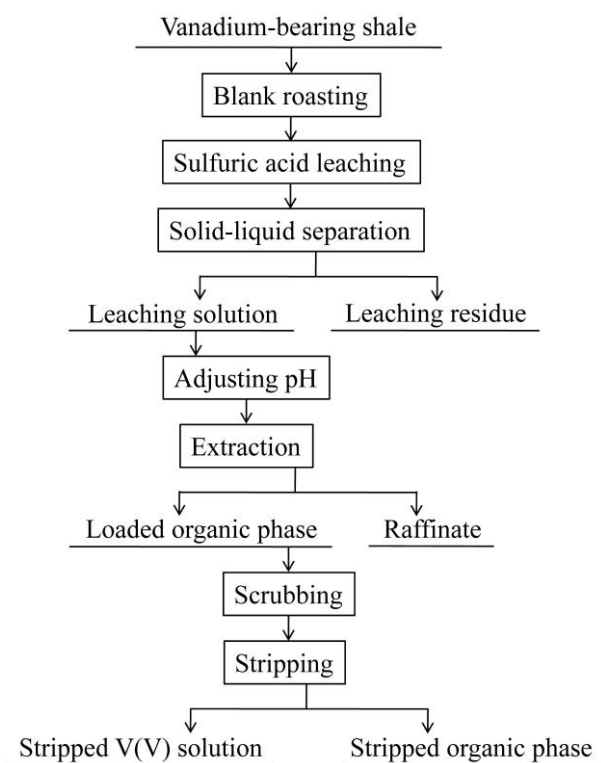 Vanadium-bearing shale
Blank roasting
Sulfuric acid leaching
Solid-liquid separation
Leaching solution
Leaching residue
Adjusting pH
Extraction
Loaded organic phase
Raffinate
Scrubbing
Stripping
Stripped V(V) solution
Stripped organic phase